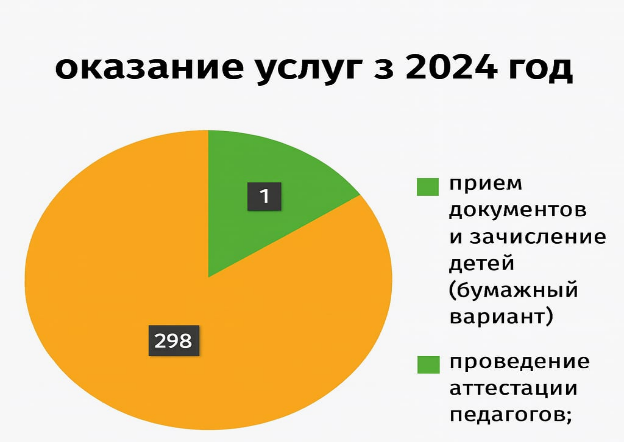 оказание услуг з 2024 год
1
298
прием
документов
и зачисление
детей
(бумажный
вариант)
проведение
аттестации
педагогов;